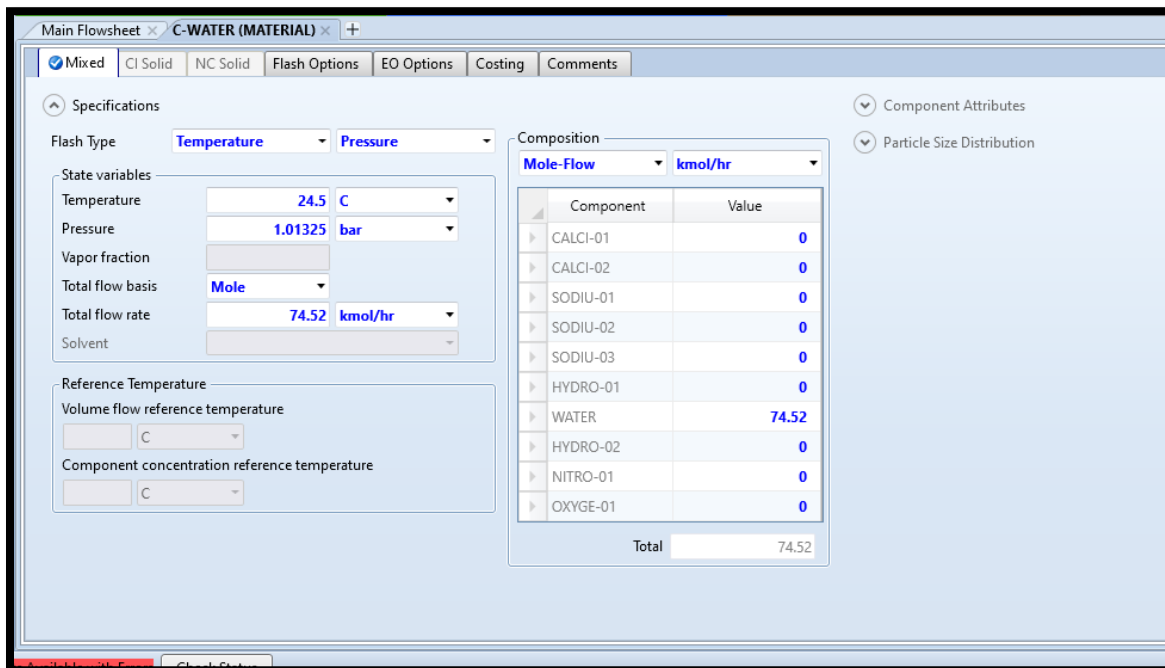 Main Flowsheet × C-WATER (MATERIAL) × +
Mixed CI Solid NC Solid Flash Options EO Options Costing Comments
Specifications
Flash Type Temperature Pressure
State variables
Temperature 24.5 C
Pressure 1.01325 bar
Vapor fraction
Total flow basis Mole
Total flow rate 74.52 kmol/hr
Solvent
Reference Temperature
Volume flow reference temperature
C
Component concentration reference temperature
C
Composition
Mole-Flow kmol/hr
Component Value
CALCI-01 0
CALCI-02 0
SODIU-01 0
SODIU-02 0
SODIU-03 0
HYDRO-01 0
WATER 74.52
HYDRO-02 0
NITRO-01 0
OXYGE-01 0
Total 74.52
Component Attributes
Particle Size Distribution
Available with Errors Check Status